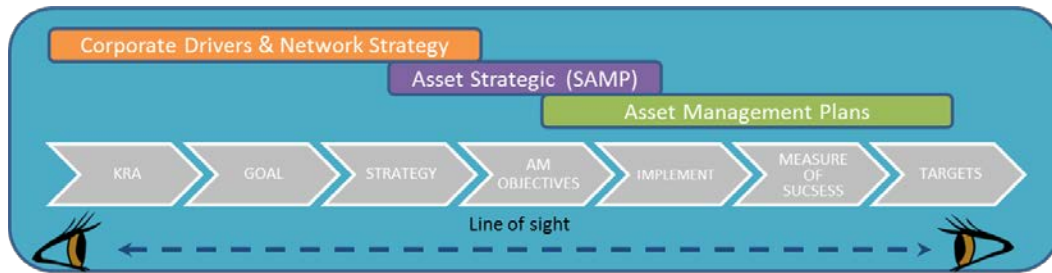 Corporate Drivers & Network Strategy
Asset Strategic (SAMP)
Asset Management Plans
KRA
GOAL
STRATEGY
AM
OBJECTIVES
IMPLEMENT
MEASURE
OF
SUCSESS
TARGETS
Line of sight